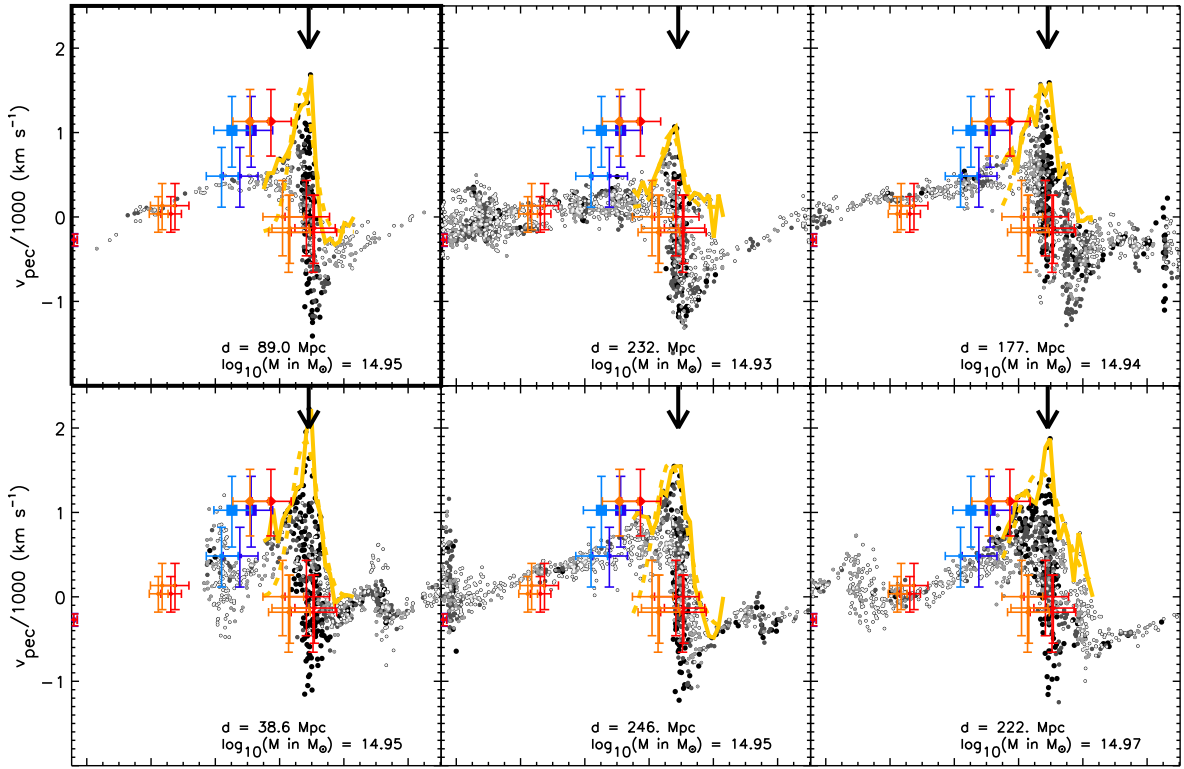 2
1
0
−1
v_pec/1000 (km s⁻¹)
d = 89.0 Mpc
log₁₀(M in M☉) = 14.95
d = 232. Mpc
log₁₀(M in M☉) = 14.93
d = 177. Mpc
log₁₀(M in M☉) = 14.94
2
1
0
−1
v_pec/1000 (km s⁻¹)
d = 38.6 Mpc
log₁₀(M in M☉) = 14.95
d = 246. Mpc
log₁₀(M in M☉) = 14.95
d = 222. Mpc
log₁₀(M in M☉) = 14.97